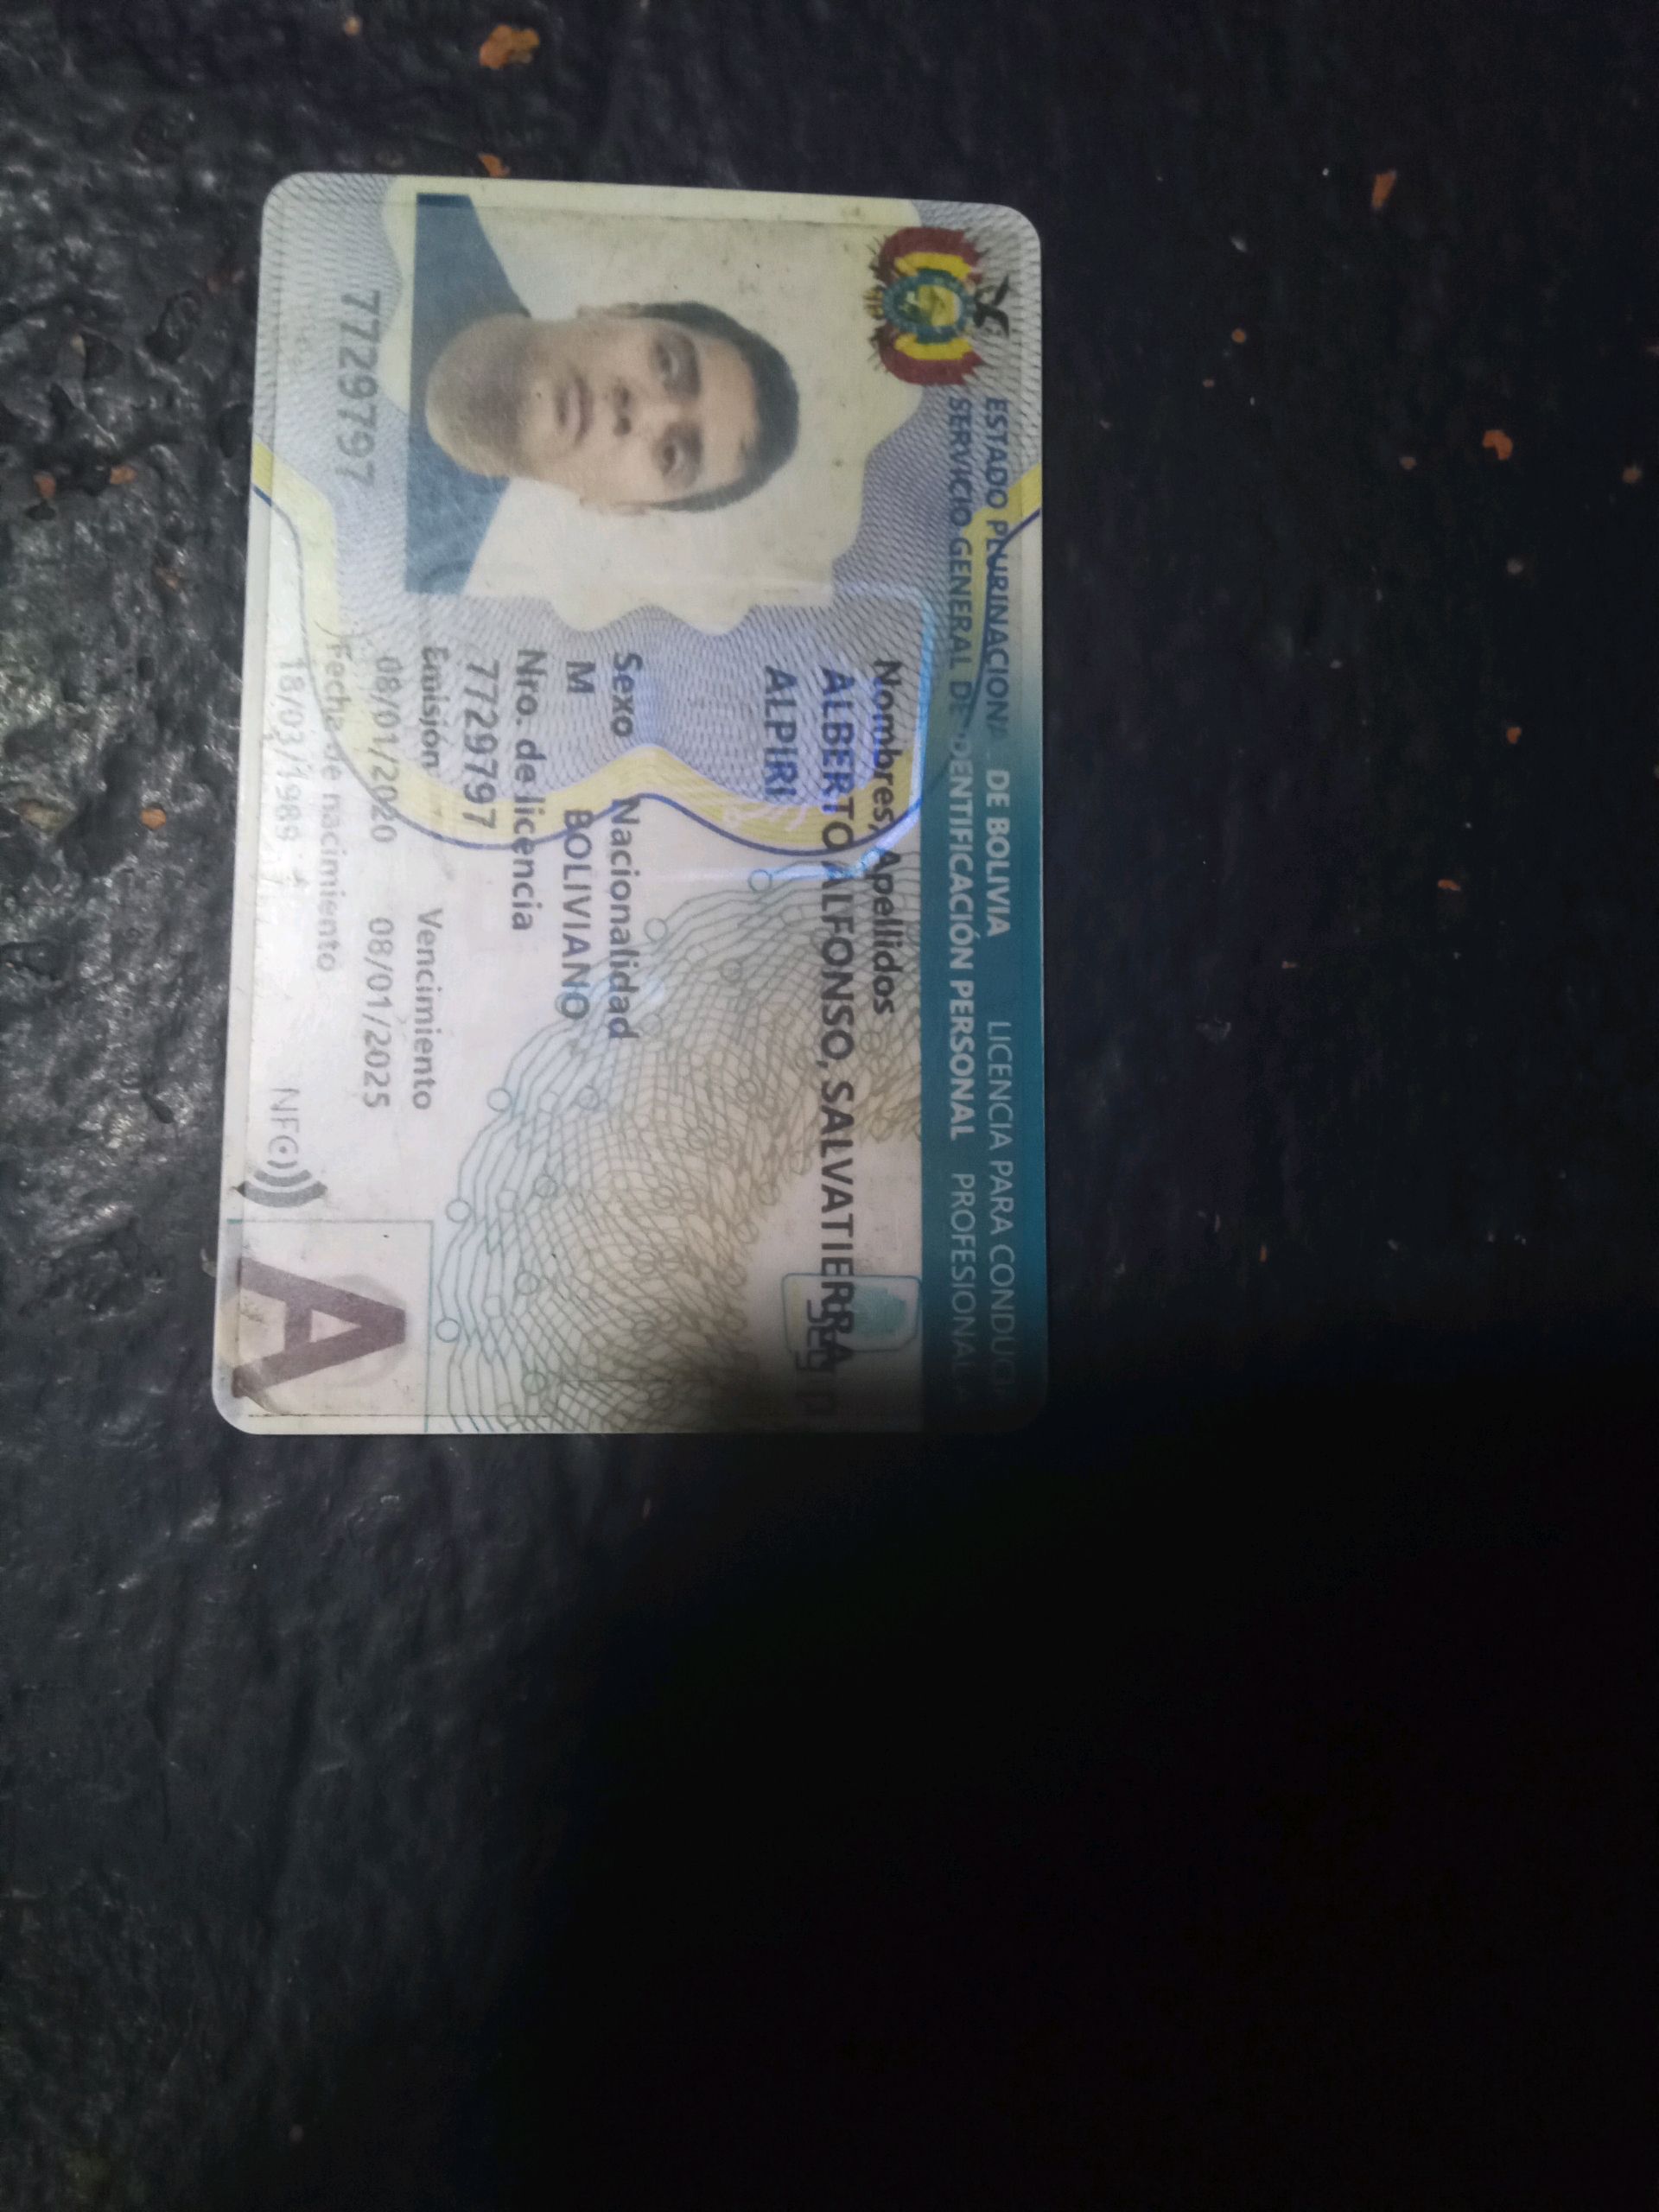 ESTADO PLURINACIONAL DE BOLIVIA LICENCIA PARA CONDUCIR
SERVICIO GENERAL DE IDENTIFICACIÓN PERSONAL PROFESIONAL
Nombres, Apellidos
ALBERTO ALFONSO, SALVATIERRA
ALPIRI
Sexo Nacionalidad
M BOLIVIANO
Nro. de licencia
7729797
Emisión Vencimiento
08/01/2020 08/01/2025
Fecha de nacimiento
18/03/1989
7729797
NFC
A